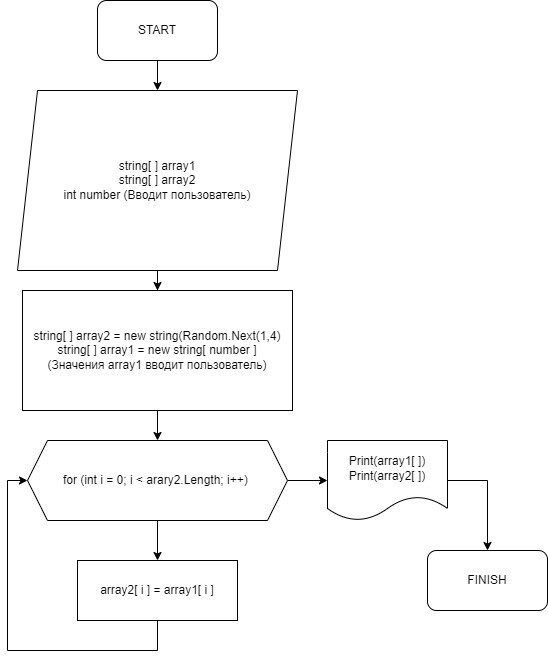 START
string[ ] array1
string[ ] array2
int number (Вводит пользователь)
string[ ] array2 = new string(Random.Next(1,4)
string[ ] array1 = new string[ number ]
(Значения array1 вводит пользователь)
for (int i = 0; i < arary2.Length; i++)
Print(array1[ ])
Print(array2[ ])
array2[ i ] = array1[ i ]
FINISH